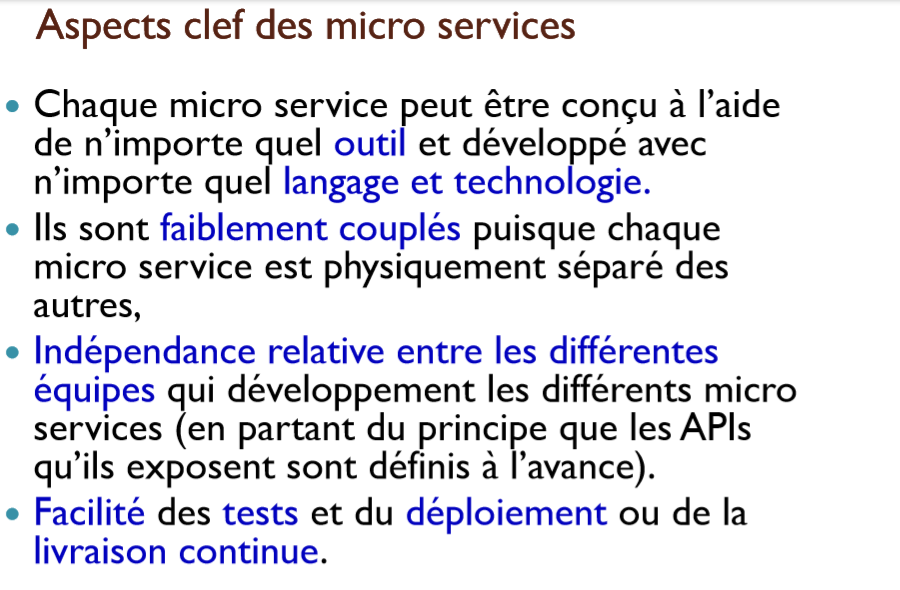 Aspects clef des micro services
• Chaque micro service peut être conçu à l’aide
de n’importe quel outil et développé avec
n’importe quel langage et technologie.
• Ils sont faiblement couplés puisque chaque
micro service est physiquement séparé des
autres,
• Indépendance relative entre les différentes
équipes qui développement les différents micro
services (en partant du principe que les APIs
qu’ils exposent sont définis à l’avance).
• Facilité des tests et du déploiement ou de la
livraison continue.